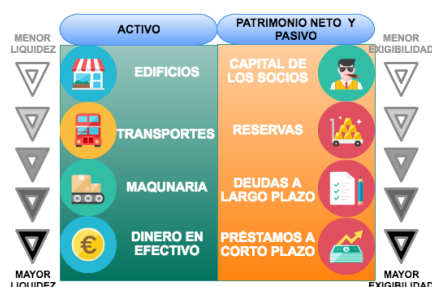 ACTIVO
PATRIMONIO NETO Y
PASIVO
MENOR
LIQUIDEZ
MENOR
EXIGIBILIDAD
EDIFICIOS
CAPITAL DE
LOS SOCIOS
TRANSPORTES
RESERVAS
MAQUNARIA
DEUDAS A
LARGO PLAZO
DINERO EN
EFECTIVO
PRÉSTAMOS A
CORTO PLAZO
MAYOR
LIQUIDEZ
MAYOR
EXIGIBILIDAD